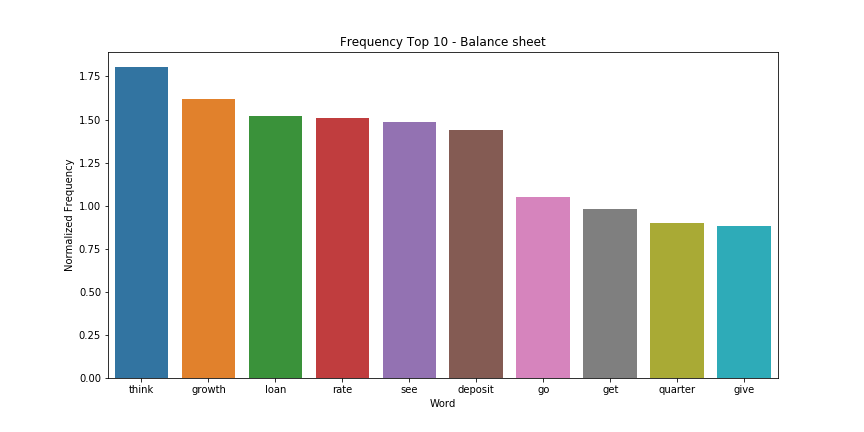 Frequency Top 10 - Balance sheet
Normalized Frequency
1.75
1.50
1.25
1.00
0.75
0.50
0.25
0.00
think growth loan rate see deposit go get quarter give
Word